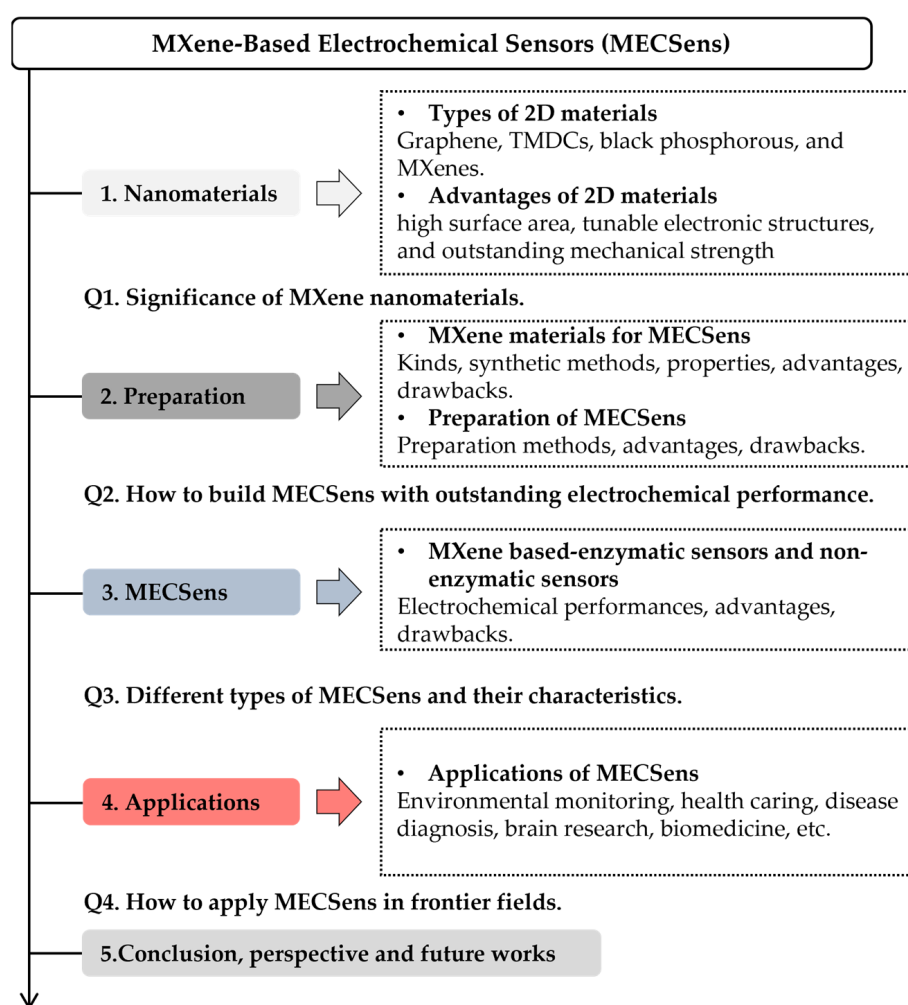 MXene-Based Electrochemical Sensors (MECSens)
1. Nanomaterials
• Types of 2D materials
Graphene, TMDCs, black phosphorous, and
MXenes.
• Advantages of 2D materials
high surface area, tunable electronic structures,
and outstanding mechanical strength
Q1. Significance of MXene nanomaterials.
2. Preparation
• MXene materials for MECSens
Kinds, synthetic methods, properties, advantages,
drawbacks.
• Preparation of MECSens
Preparation methods, advantages, drawbacks.
Q2. How to build MECSens with outstanding electrochemical performance.
3. MECSens
• MXene based-enzymatic sensors and non-
enzymatic sensors
Electrochemical performances, advantages,
drawbacks.
Q3. Different types of MECSens and their characteristics.
4. Applications
• Applications of MECSens
Environmental monitoring, health caring, disease
diagnosis, brain research, biomedicine, etc.
Q4. How to apply MECSens in frontier fields.
5.Conclusion, perspective and future works